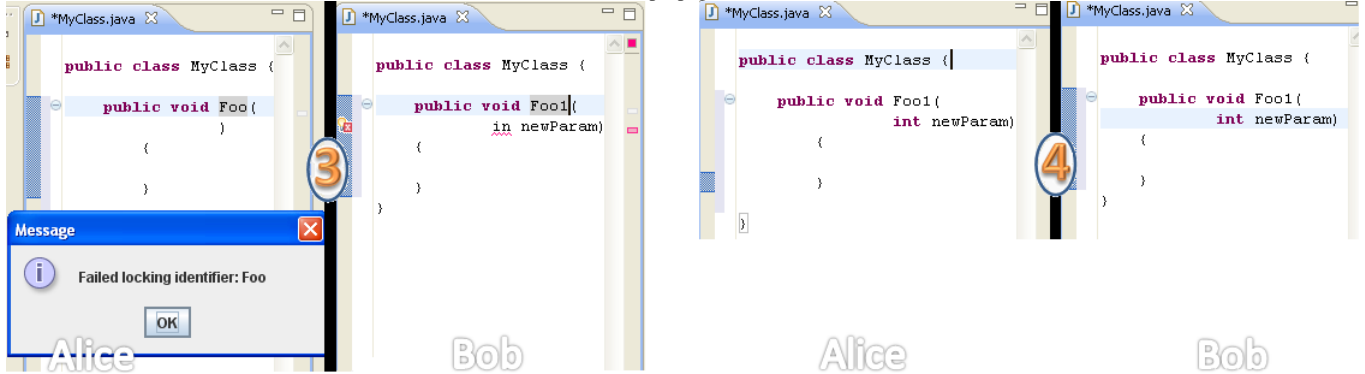 *MyClass.java
public class MyClass {
public void Foo(
)
{
}
Message
Failed locking identifier: Foo
OK
Alice
3
*MyClass.java
public class MyClass {
public void Foo1(
in newParam)
{
}
}
Bob
*MyClass.java
public class MyClass {
public void Foo1(
int newParam)
{
}
}
Alice
4
*MyClass.java
public class MyClass {
public void Foo1(
int newParam)
{
}
}
Bob